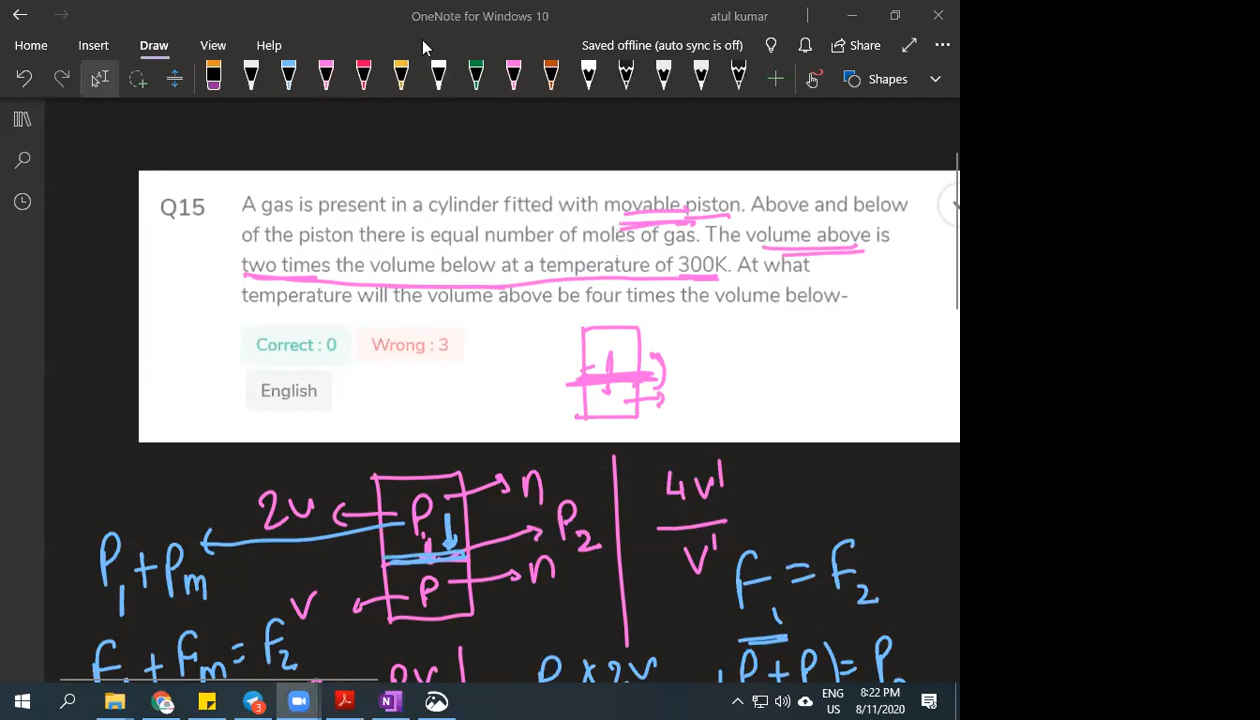 OneNote for Windows 10
atul kumar
Home Insert Draw View Help
Saved offline (auto sync is off)
Share
Shapes
Q15
A gas is present in a cylinder fitted with movable piston. Above and below
of the piston there is equal number of moles of gas. The volume above is
two times the volume below at a temperature of 300K. At what
temperature will the volume above be four times the volume below-
Correct : 0 Wrong : 3
English
2v P1 n P2
4v'
v'
P1 + Pm
v P n
F1 = F2
F1 + Fm = F2
P × 2v
(P + P) = P2
3
ENG
US
8:22 PM
8/11/2020